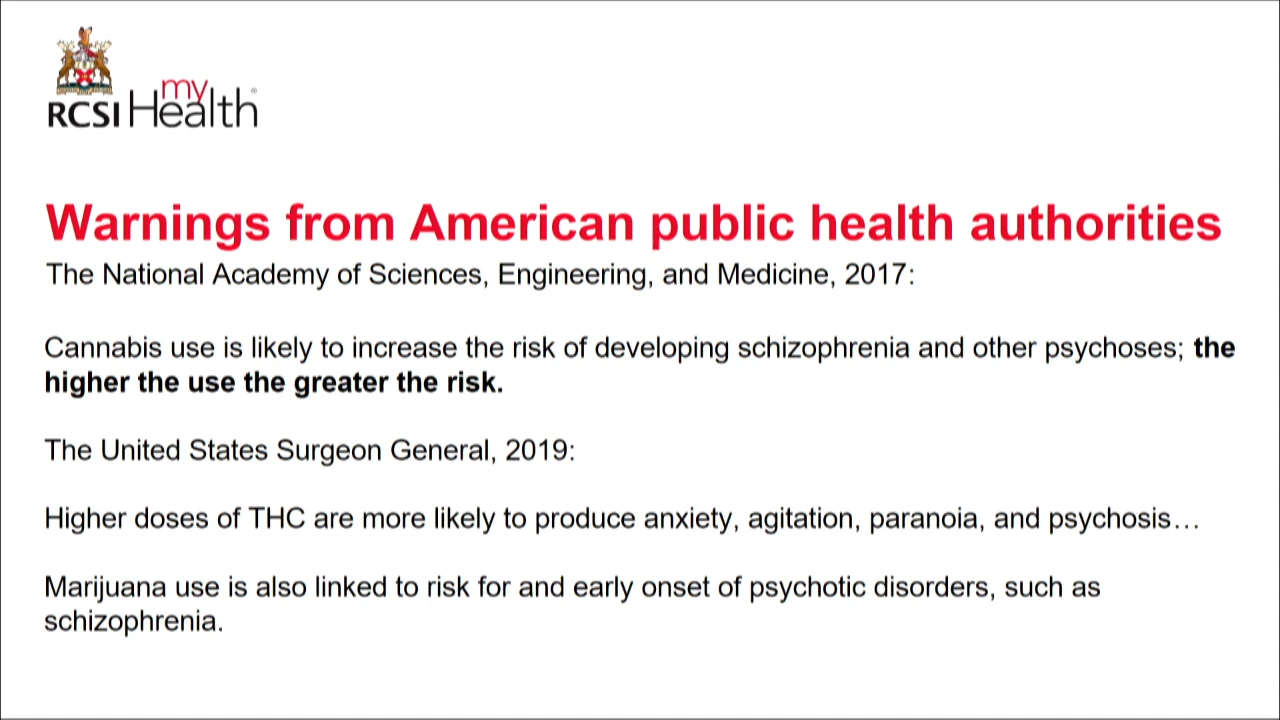 my
RCSI Health®
Warnings from American public health authorities
The National Academy of Sciences, Engineering, and Medicine, 2017:
Cannabis use is likely to increase the risk of developing schizophrenia and other psychoses; the
higher the use the greater the risk.
The United States Surgeon General, 2019:
Higher doses of THC are more likely to produce anxiety, agitation, paranoia, and psychosis…
Marijuana use is also linked to risk for and early onset of psychotic disorders, such as
schizophrenia.